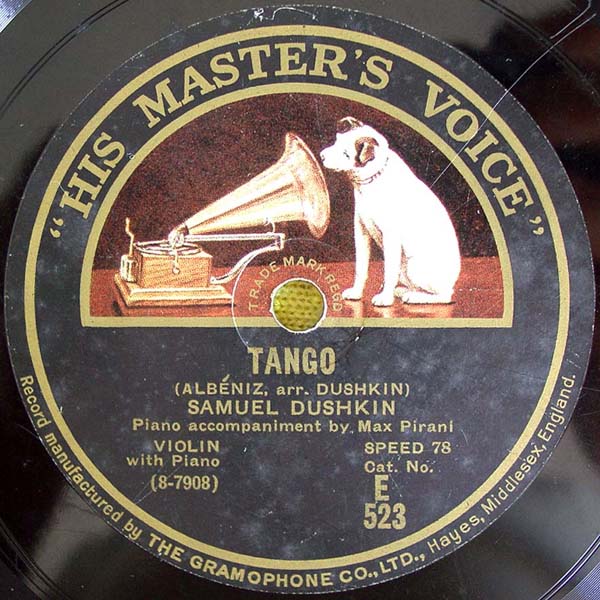 "HIS MASTER'S VOICE"
TRADE MARK REGD
TANGO
(ALBÉNIZ, arr. DUSHKIN)
SAMUEL DUSHKIN
Piano accompaniment by Max Pirani
VIOLIN SPEED 78
with Piano Cat. No.
(8-7908) E
523
Record manufactured by THE GRAMOPHONE CO., LTD., Hayes, Middlesex, England.